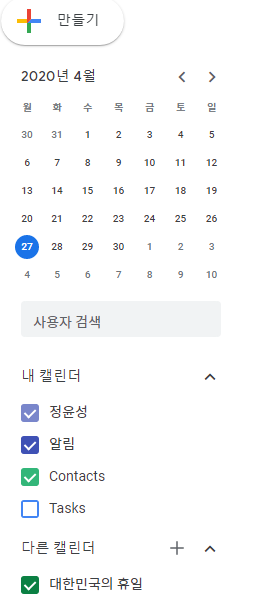 만들기
2020년 4월
월 화 수 목 금 토 일
30 31 1 2 3 4 5
6 7 8 9 10 11 12
13 14 15 16 17 18 19
20 21 22 23 24 25 26
27 28 29 30 1 2 3
4 5 6 7 8 9 10
사용자 검색
내 캘린더
정윤성
알림
Contacts
Tasks
다른 캘린더
대한민국의 휴일